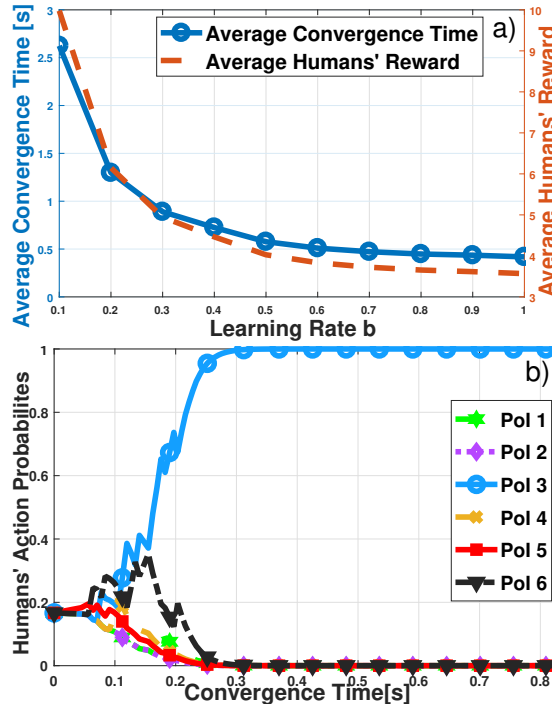 a)
Average Convergence Time
Average Humans' Reward
Average Convergence Time [s]
3
2.5
2
1.5
1
0.5
0
10
9
8
7
6
5
4
3
Average Humans' Reward
0.1 0.2 0.3 0.4 0.5 0.6 0.7 0.8 0.9 1
Learning Rate b
b)
Pol 1
Pol 2
Pol 3
Pol 4
Pol 5
Pol 6
Humans' Action Probabilites
1
0.8
0.6
0.4
0.2
0
0 0.1 0.2 0.3 0.4 0.5 0.6 0.7 0.8
Convergence Time[s]